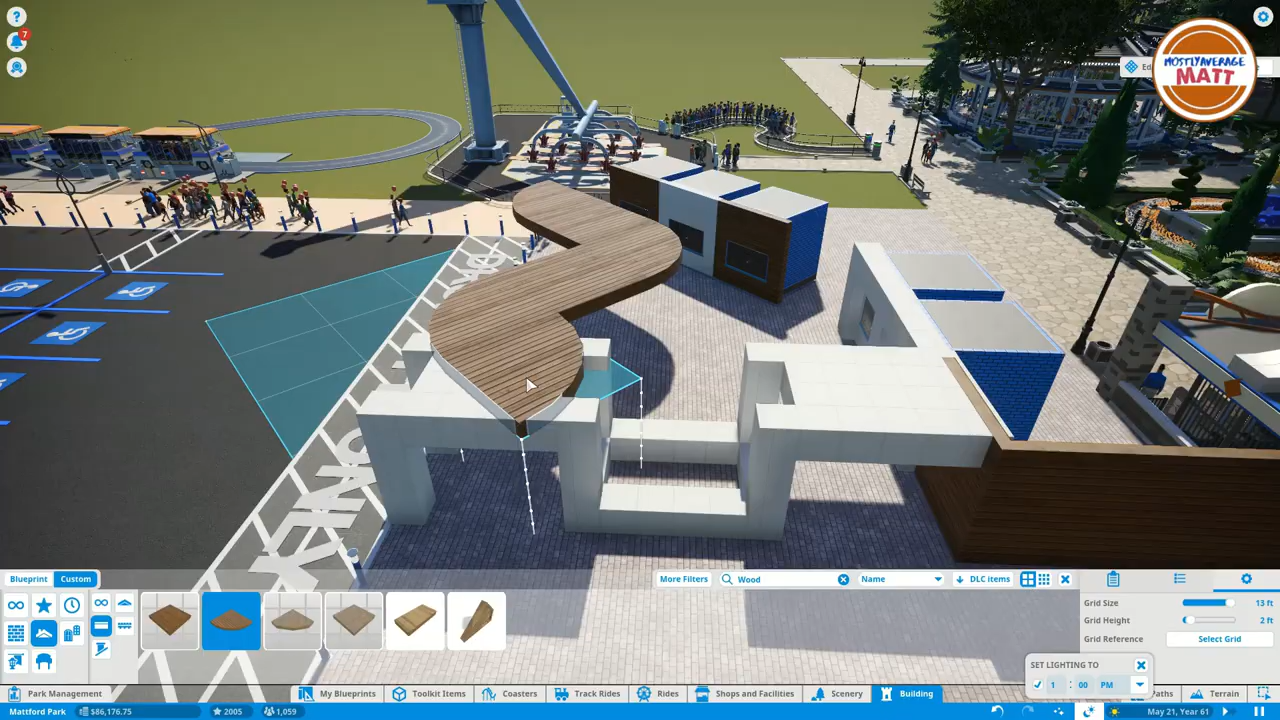 ?
7
MOSTLYAVERAGE
MATT
Blueprint
Custom
More Filters
Wood
Name
DLC items
Grid Size
13 ft
Grid Height
2 ft
Grid Reference
Select Grid
SET LIGHTING TO
1 : 00 PM
Park Management
My Blueprints
Toolkit Items
Coasters
Track Rides
Rides
Shops and Facilities
Scenery
Building
Paths
Terrain
Mattford Park
$86,176.75
2005
1,059
May 21, Year 61